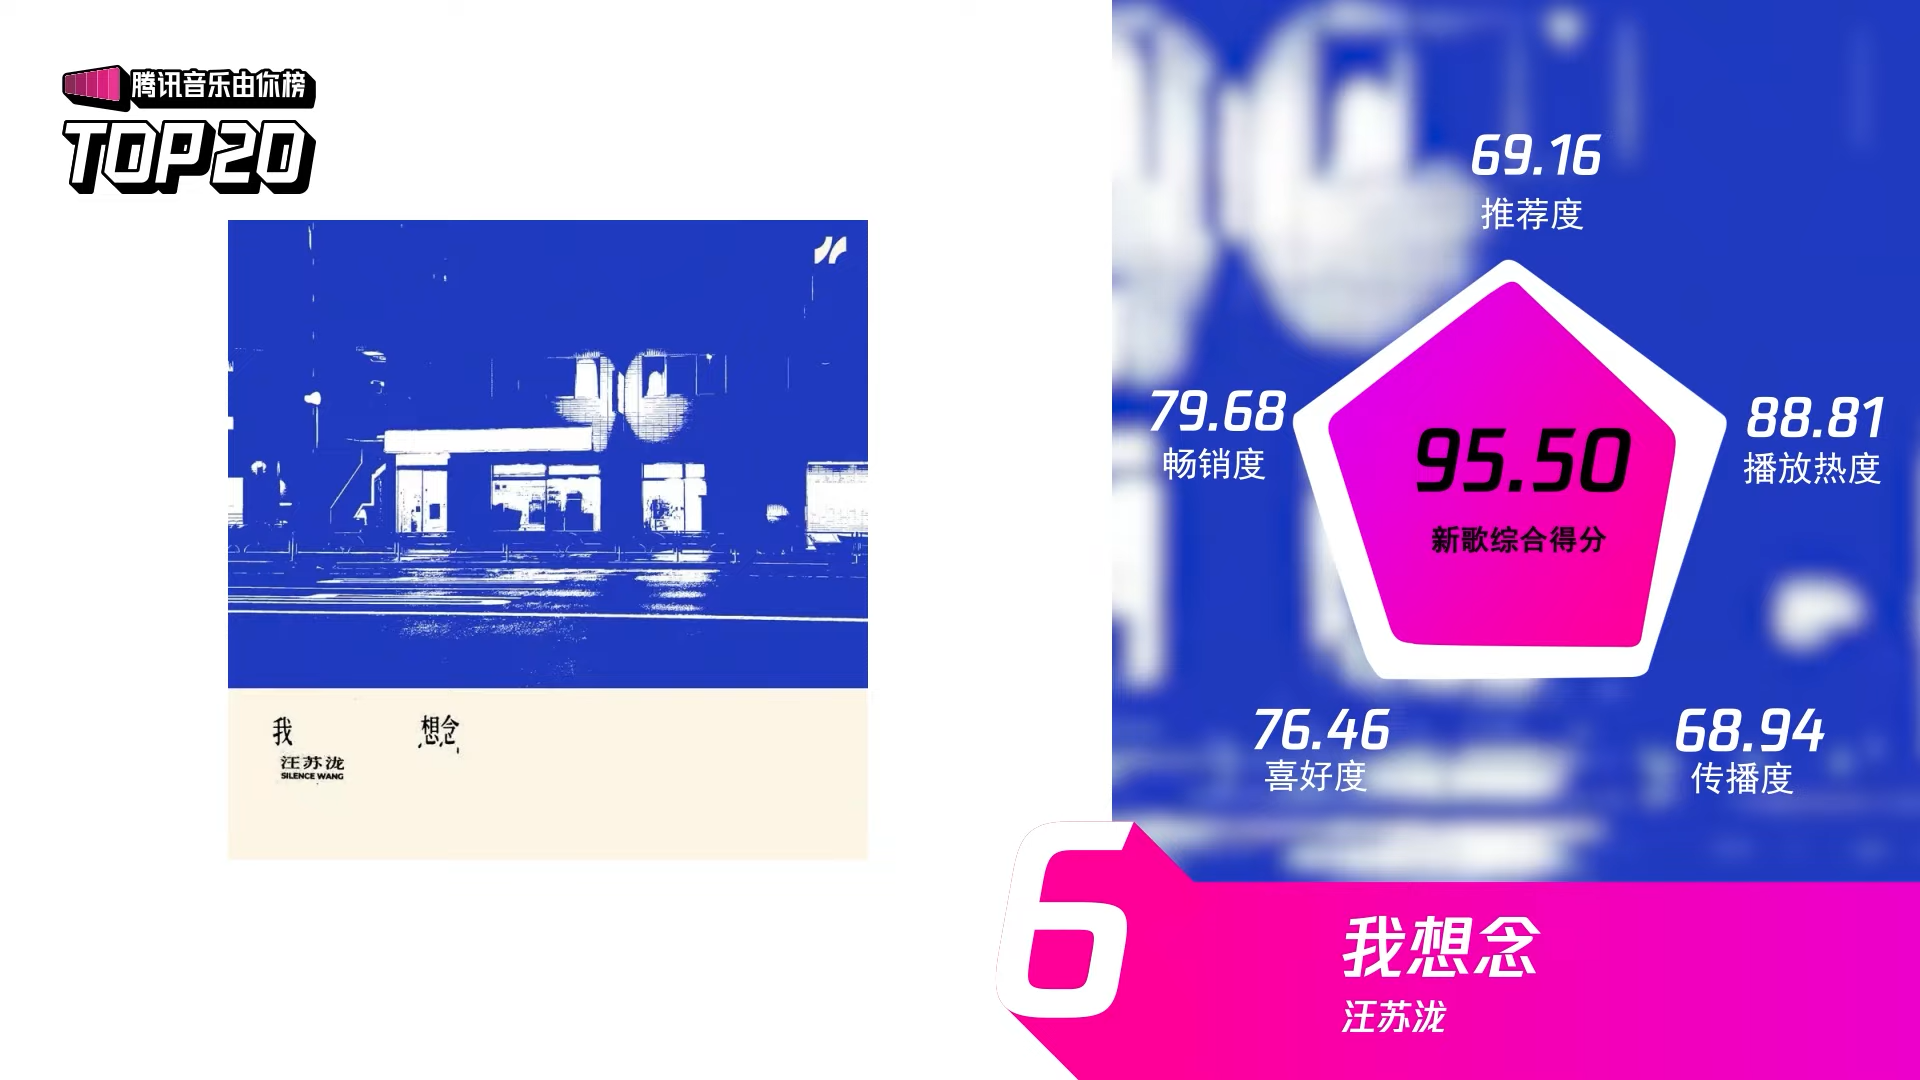 腾讯音乐由你榜
TOP20
我 想念
汪苏泷
SILENCE WANG
69.16
推荐度
79.68
畅销度
88.81
播放热度
95.50
新歌综合得分
76.46
喜好度
68.94
传播度
6
我想念
汪苏泷